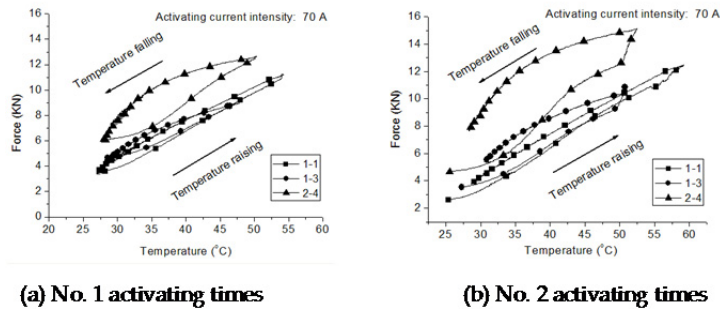 Activating current intensity: 70 A
16
14
12
10
8
6
4
2
0
Force (KN)
Temperature falling
Temperature raising
1-1
1-3
2-4
20 25 30 35 40 45 50 55 60
Temperature (°C)
(a) No. 1 activating times
Activating current intensity: 70 A
16
14
12
10
8
6
4
2
Force (KN)
Temperature falling
Temperature raising
1-1
1-3
2-4
25 30 35 40 45 50 55 60
Temperature (°C)
(b) No. 2 activating times